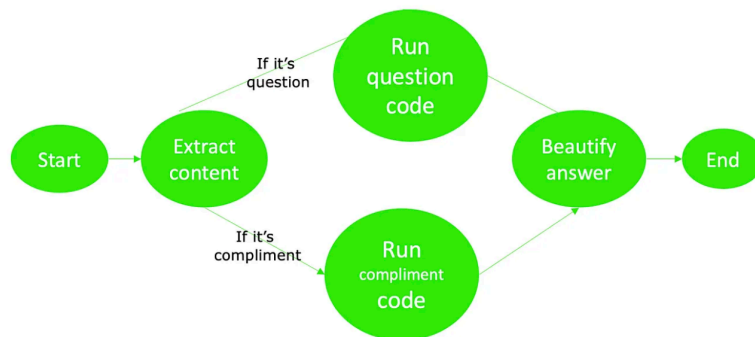 Start
Extract
content
If it's
question
Run
question
code
If it's
compliment
Run
compliment
code
Beautify
answer
End